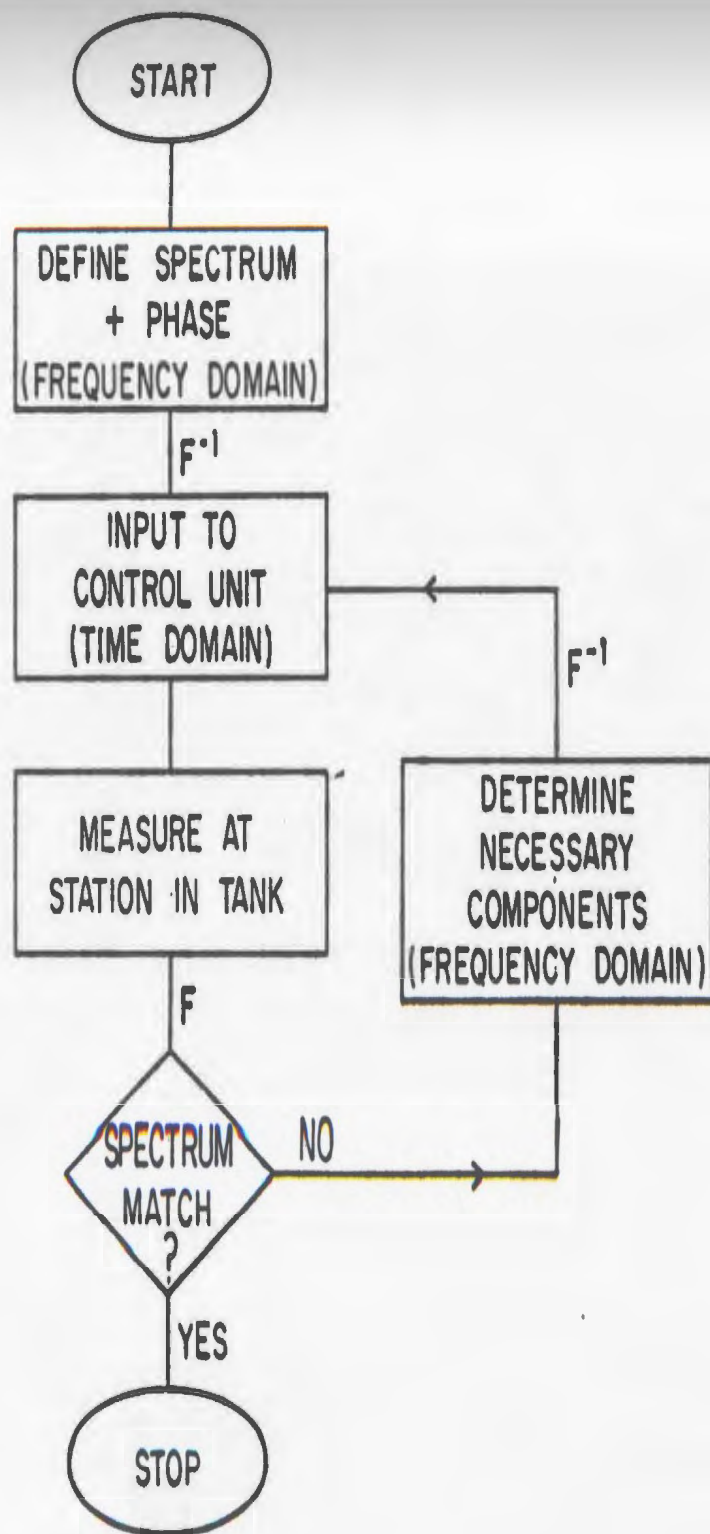 START
DEFINE SPECTRUM
+ PHASE
(FREQUENCY DOMAIN)
F⁻¹
INPUT TO
CONTROL UNIT
(TIME DOMAIN)
F⁻¹
MEASURE AT
STATION IN TANK
DETERMINE
NECESSARY
COMPONENTS
(FREQUENCY DOMAIN)
F
SPECTRUM
MATCH
?
NO
YES
STOP